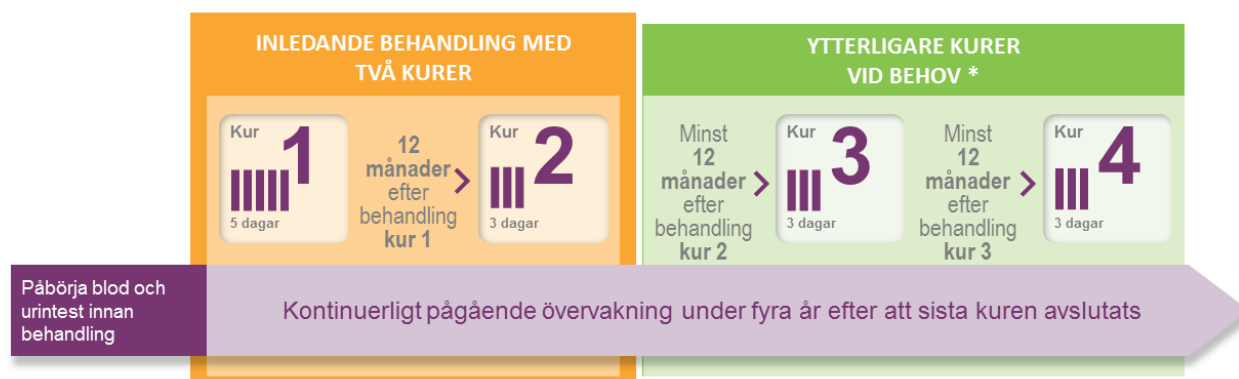 INLEDANDE BEHANDLING MED
TVÅ KURER
Kur
1
5 dagar
12
månader
efter
behandling
kur 1
Kur
2
3 dagar
YTTERLIGARE KURER
VID BEHOV *
Minst
12
månader
efter
behandling
kur 2
Kur
3
3 dagar
Minst
12
månader
efter
behandling
kur 3
Kur
4
3 dagar
Påbörja blod och
urintest innan
behandling
Kontinuerligt pågående övervakning under fyra år efter att sista kuren avslutats